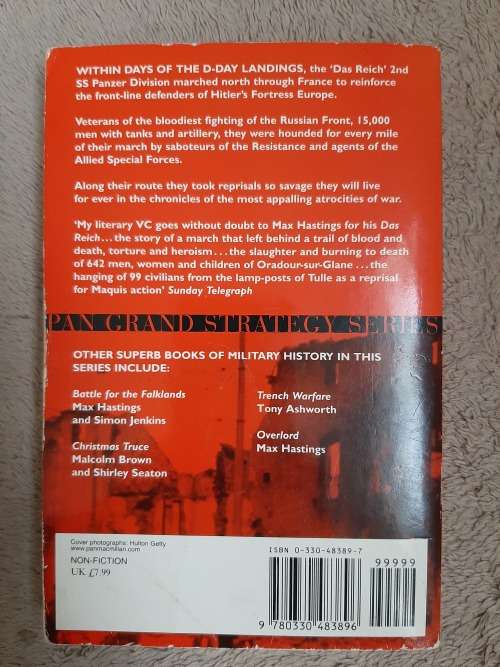 WITHIN DAYS OF THE D-DAY LANDINGS, the 'Das Reich' 2nd
SS Panzer Division marched north through France to reinforce
the front-line defenders of Hitler's Fortress Europe.
Veterans of the bloodiest fighting of the Russian Front, 15,000
men with tanks and artillery, they were hounded for every mile
of their march by saboteurs of the Resistance and agents of the
Allied Special Forces.
Along their route they took reprisals so savage they will live
for ever in the chronicles of the most appalling atrocities of war.
'My literary VC goes without doubt to Max Hastings for his Das
Reich...the story of a march that left behind a trail of blood and
death, torture and heroism...the slaughter and burning to death
of 642 men, women and children of Oradour-sur-Glane...the
hanging of 99 civilians from the lamp-posts of Tulle as a reprisal
for Maquis action' Sunday Telegraph
PAN GRAND STRATEGY SERIES
OTHER SUPERB BOOKS OF MILITARY HISTORY IN THIS
SERIES INCLUDE:
Battle for the Falklands
Max Hastings
and Simon Jenkins
Christmas Truce
Malcolm Brown
and Shirley Seaton
Trench Warfare
Tony Ashworth
Overlord
Max Hastings
Cover photographs: Hulton Getty
www.panmacmillan.com
NON-FICTION
UK £7.99
ISBN 0-330-48389-7
99999
9 780330 483896